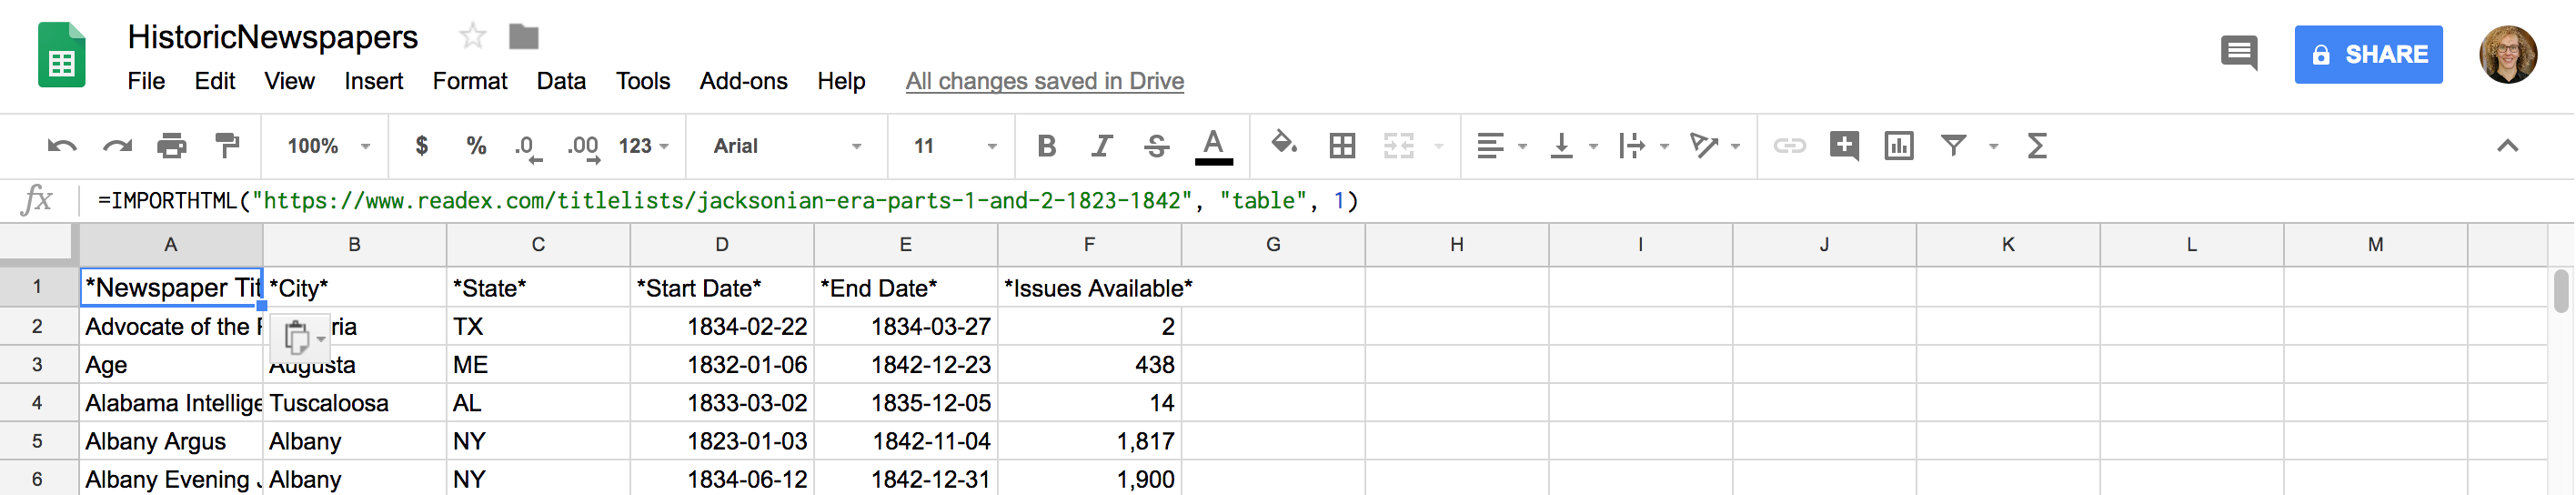 HistoricNewspapers
File Edit View Insert Format Data Tools Add-ons Help All changes saved in Drive
SHARE
100% $ % .0 .00 123 Arial 11 B I S A Σ
fx =IMPORTHTML("https://www.readex.com/titlelists/jacksonian-era-parts-1-and-2-1823-1842", "table", 1)
A B C D E F G H I J K L M
1 *Newspaper Tit *City* *State* *Start Date* *End Date* *Issues Available*
2 Advocate of the ria TX 1834-02-22 1834-03-27 2
3 Age Augusta ME 1832-01-06 1842-12-23 438
4 Alabama Intellige Tuscaloosa AL 1833-03-02 1835-12-05 14
5 Albany Argus Albany NY 1823-01-03 1842-11-04 1,817
6 Albany Evening Albany NY 1834-06-12 1842-12-31 1,900